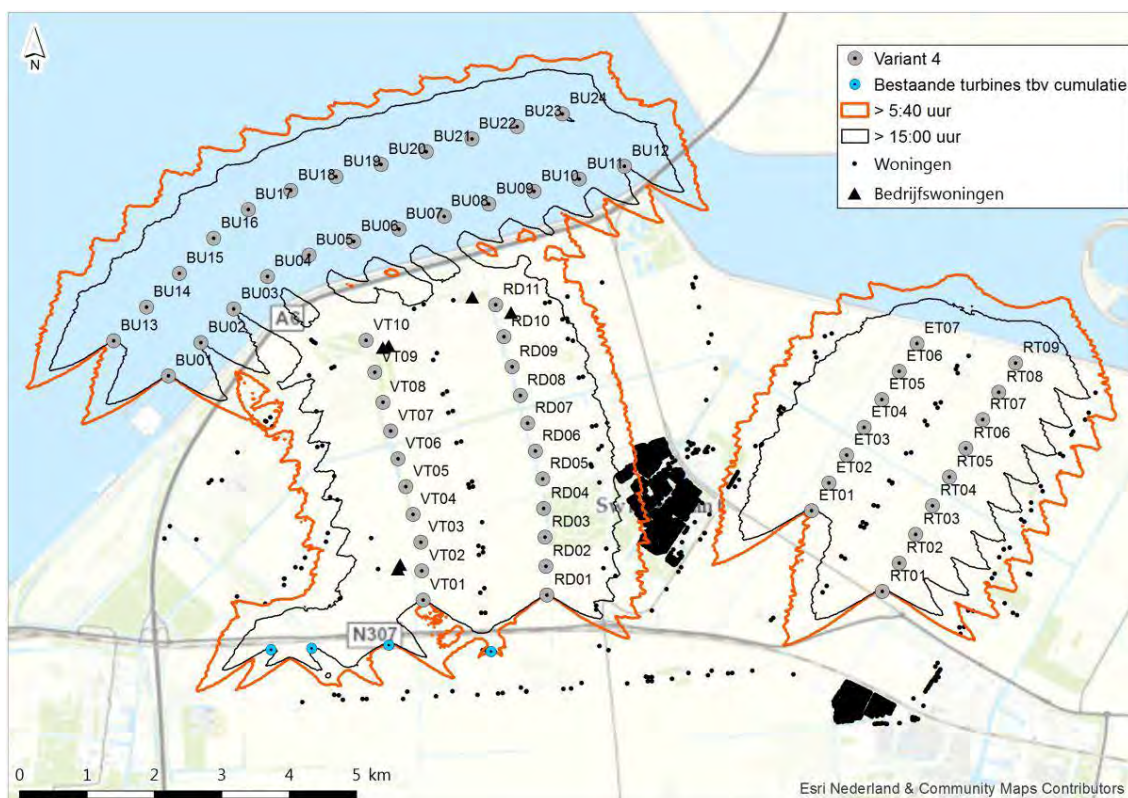 N
Variant 4
Bestaande turbines tbv cumulatie
> 5:40 uur
> 15:00 uur
Woningen
Bedrijfswoningen
BU24
BU23
BU22
BU21
BU20
BU19
BU18
BU17
BU16
BU15
BU14
BU13
BU12
BU11
BU10
BU09
BU08
BU07
BU06
BU05
BU04
BU03
BU02
BU01
A6
RD11
RD10
RD09
RD08
RD07
RD06
RD05
RD04
RD03
RD02
RD01
VT10
VT09
VT08
VT07
VT06
VT05
VT04
VT03
VT02
VT01
ET07
ET06
ET05
ET04
ET03
ET02
ET01
RT09
RT08
RT07
RT06
RT05
RT04
RT03
RT02
RT01
N307
0 1 2 3 4 5 km
Esri Nederland & Community Maps Contributors